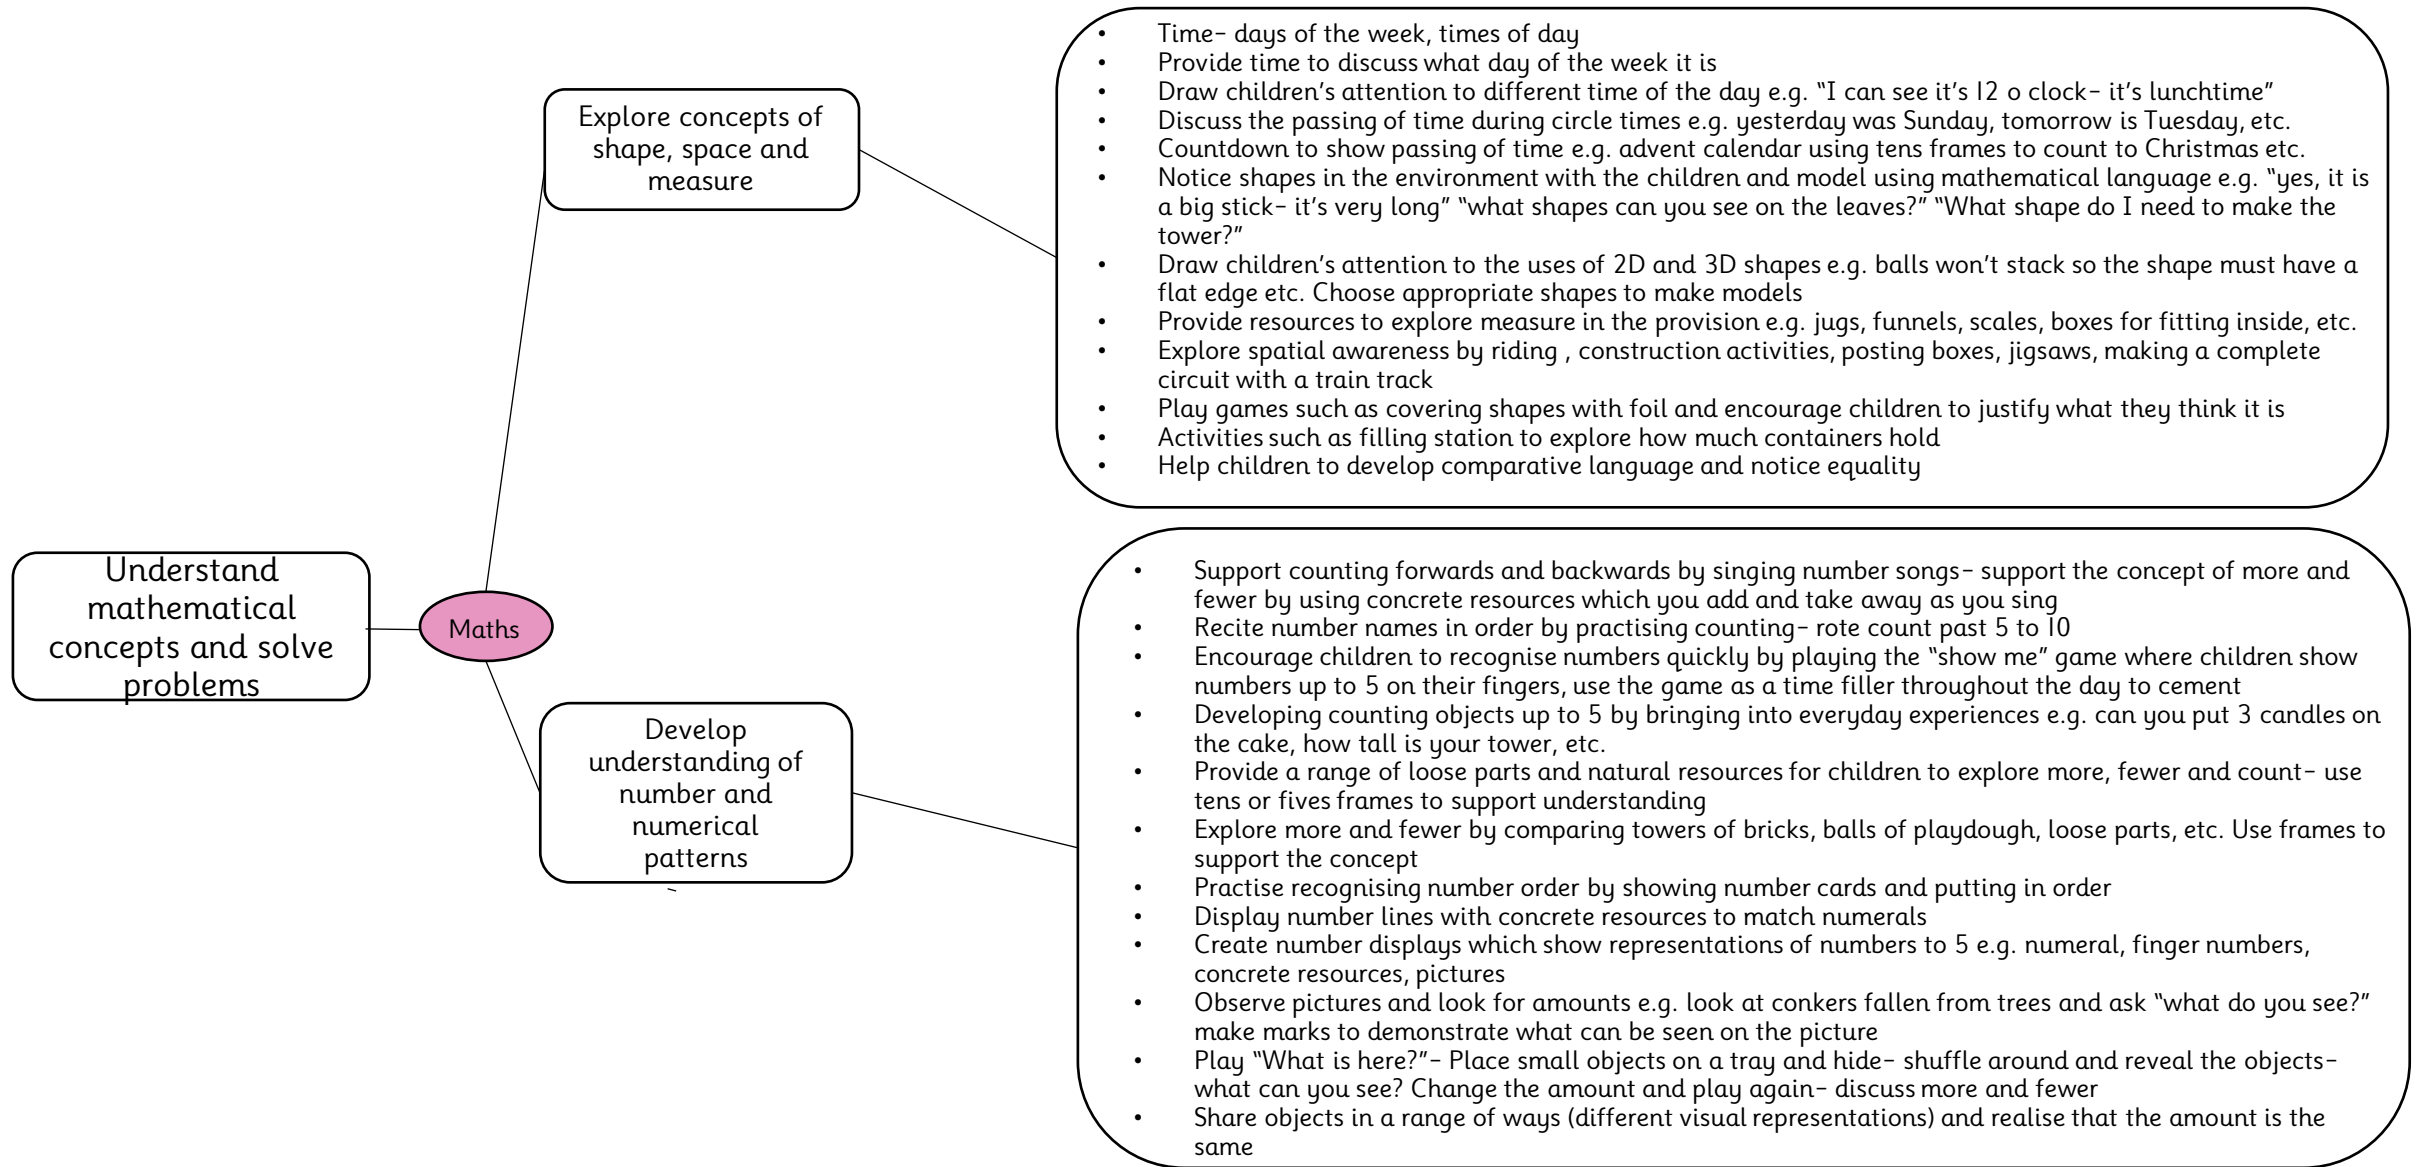 Understand
mathematical
concepts and solve
problems
Maths
Explore concepts of
shape, space and
measure
• Time– days of the week, times of day
• Provide time to discuss what day of the week it is
• Draw children’s attention to different time of the day e.g. “I can see it’s 12 o clock– it’s lunchtime”
• Discuss the passing of time during circle times e.g. yesterday was Sunday, tomorrow is Tuesday, etc.
• Countdown to show passing of time e.g. advent calendar using tens frames to count to Christmas etc.
• Notice shapes in the environment with the children and model using mathematical language e.g. “yes, it is
a big stick– it’s very long” “what shapes can you see on the leaves?” “What shape do I need to make the
tower?”
• Draw children’s attention to the uses of 2D and 3D shapes e.g. balls won’t stack so the shape must have a
flat edge etc. Choose appropriate shapes to make models
• Provide resources to explore measure in the provision e.g. jugs, funnels, scales, boxes for fitting inside, etc.
• Explore spatial awareness by riding , construction activities, posting boxes, jigsaws, making a complete
circuit with a train track
• Play games such as covering shapes with foil and encourage children to justify what they think it is
• Activities such as filling station to explore how much containers hold
• Help children to develop comparative language and notice equality
Develop
understanding of
number and
numerical
patterns
• Support counting forwards and backwards by singing number songs– support the concept of more and
fewer by using concrete resources which you add and take away as you sing
• Recite number names in order by practising counting– rote count past 5 to 10
• Encourage children to recognise numbers quickly by playing the “show me” game where children show
numbers up to 5 on their fingers, use the game as a time filler throughout the day to cement
• Developing counting objects up to 5 by bringing into everyday experiences e.g. can you put 3 candles on
the cake, how tall is your tower, etc.
• Provide a range of loose parts and natural resources for children to explore more, fewer and count– use
tens or fives frames to support understanding
• Explore more and fewer by comparing towers of bricks, balls of playdough, loose parts, etc. Use frames to
support the concept
• Practise recognising number order by showing number cards and putting in order
• Display number lines with concrete resources to match numerals
• Create number displays which show representations of numbers to 5 e.g. numeral, finger numbers,
concrete resources, pictures
• Observe pictures and look for amounts e.g. look at conkers fallen from trees and ask “what do you see?”
make marks to demonstrate what can be seen on the picture
• Play “What is here?”– Place small objects on a tray and hide– shuffle around and reveal the objects–
what can you see? Change the amount and play again– discuss more and fewer
• Share objects in a range of ways (different visual representations) and realise that the amount is the
same